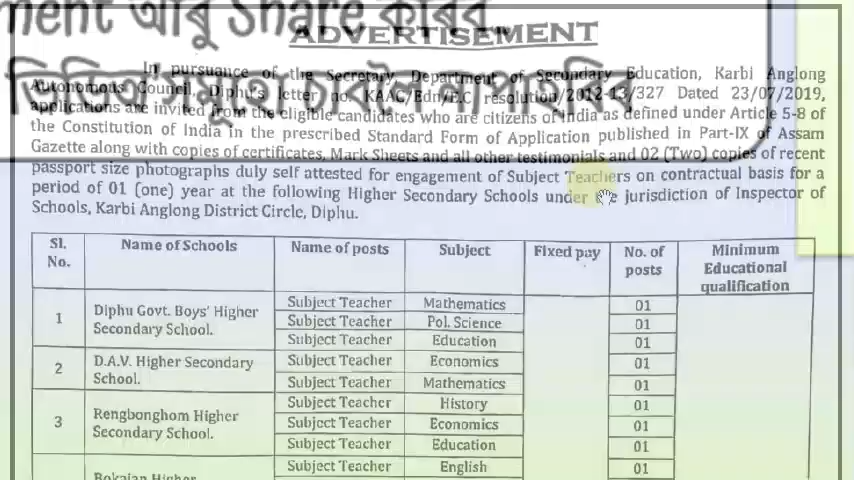 ment আৰু Share কৰিব
ADVERTISEMENT
In pursuance of the Secretary, Department of Secondary Education, Karbi Anglong
Autonomous Council, Diphu's letter no. KAAC/Edn/E.C resolution/2012-13/327 Dated 23/07/2019,
applications are invited from the eligible candidates who are citizens of India as defined under Article 5-8 of
the Constitution of India in the prescribed Standard Form of Application published in Part-IX of Assam
Gazette along with copies of certificates, Mark Sheets and all other testimonials and 02 (Two) copies of recent
passport size photographs duly self attested for engagement of Subject Teachers on contractual basis for a
period of 01 (one) year at the following Higher Secondary Schools under the jurisdiction of Inspector of
Schools, Karbi Anglong District Circle, Diphu.
Sl. No. Name of Schools Name of posts Subject Fixed pay No. of posts Minimum Educational qualification
1 Diphu Govt. Boys' Higher Secondary School. Subject Teacher Mathematics 01
Subject Teacher Pol. Science 01
Subject Teacher Education 01
2 D.A.V. Higher Secondary School. Subject Teacher Economics 01
Subject Teacher Mathematics 01
3 Rengbonghom Higher Secondary School. Subject Teacher History 01
Subject Teacher Economics 01
Subject Teacher Education 01
Bokajan Higher Subject Teacher English 01